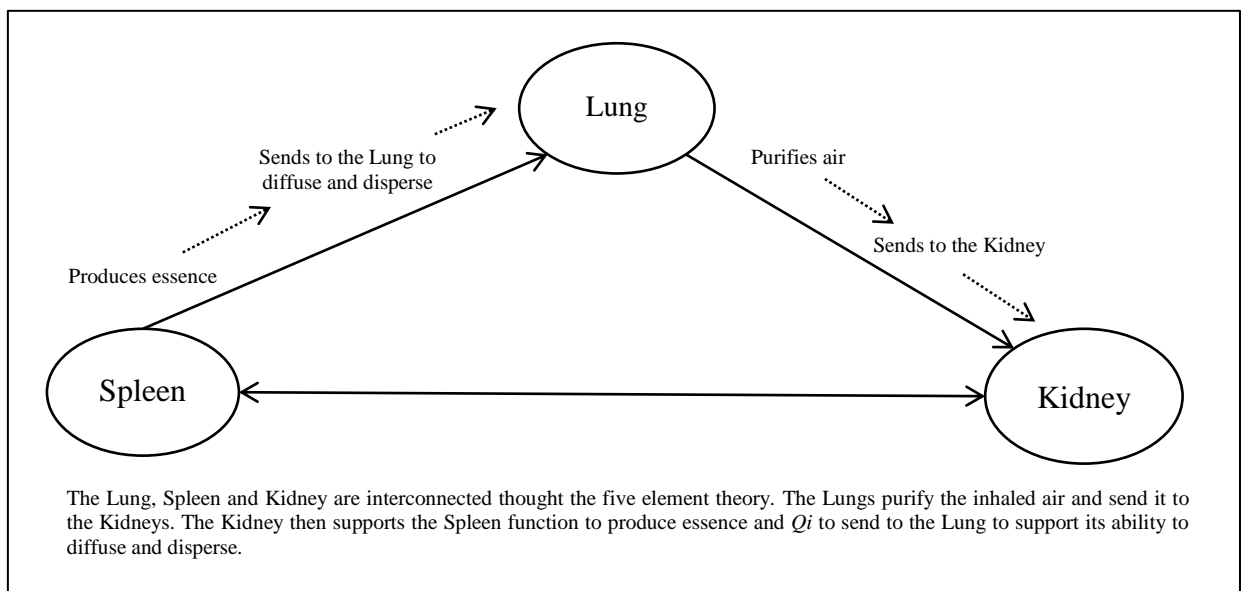 Lung
Sends to the Lung to
diffuse and disperse
Purifies air
Sends to the Kidney
Produces essence
Spleen
Kidney
The Lung, Spleen and Kidney are interconnected thought the five element theory. The Lungs purify the inhaled air and send it to
the Kidneys. The Kidney then supports the Spleen function to produce essence and Qi to send to the Lung to support its ability to
diffuse and disperse.